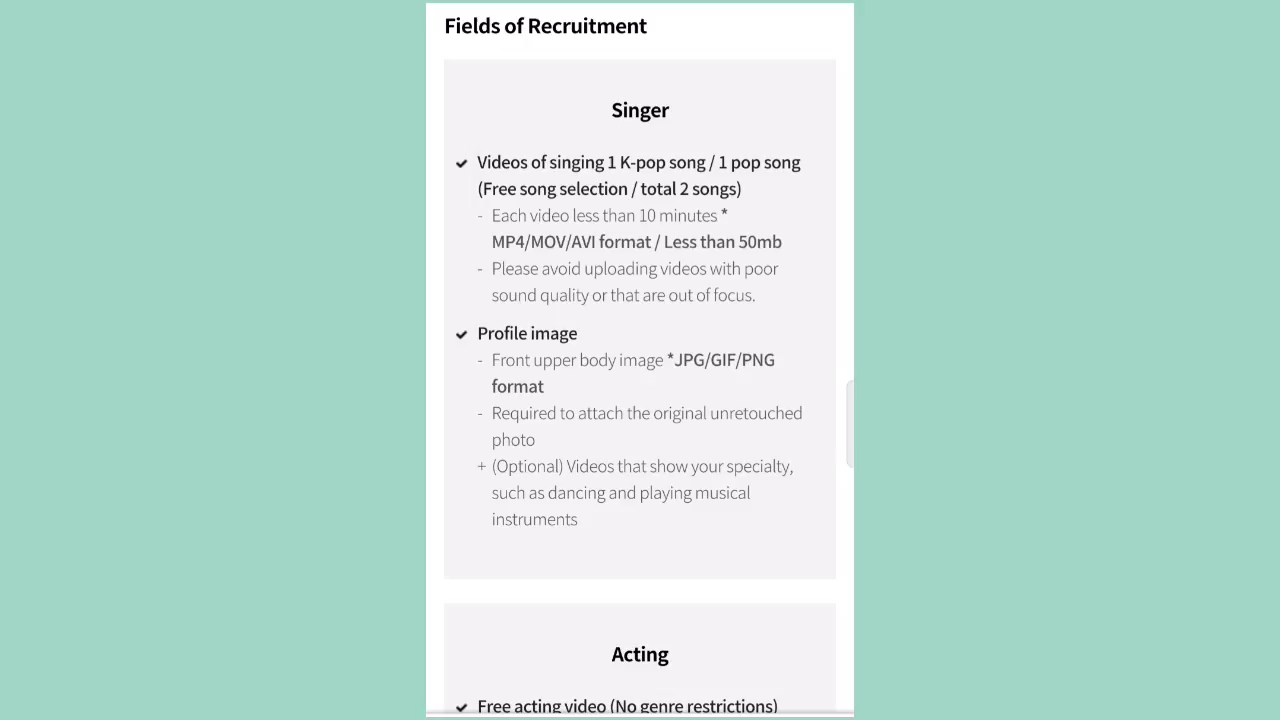 Fields of Recruitment
Singer
Videos of singing 1 K-pop song / 1 pop song
(Free song selection / total 2 songs)
- Each video less than 10 minutes *
MP4/MOV/AVI format / Less than 50mb
- Please avoid uploading videos with poor
sound quality or that are out of focus.
Profile image
- Front upper body image *JPG/GIF/PNG
format
- Required to attach the original unretouched
photo
+ (Optional) Videos that show your specialty,
such as dancing and playing musical
instruments
Acting
Free acting video (No genre restrictions)